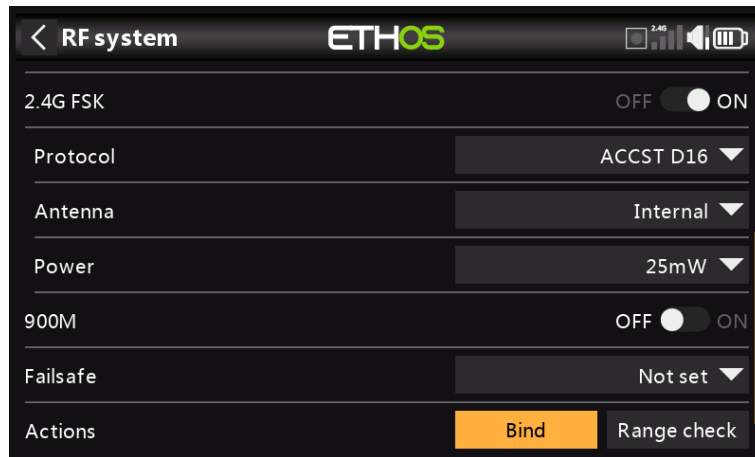 RF system ETHOS 2.4G
2.4G FSK OFF ON
Protocol ACCST D16
Antenna Internal
Power 25mW
900M OFF ON
Failsafe Not set
Actions Bind Range check